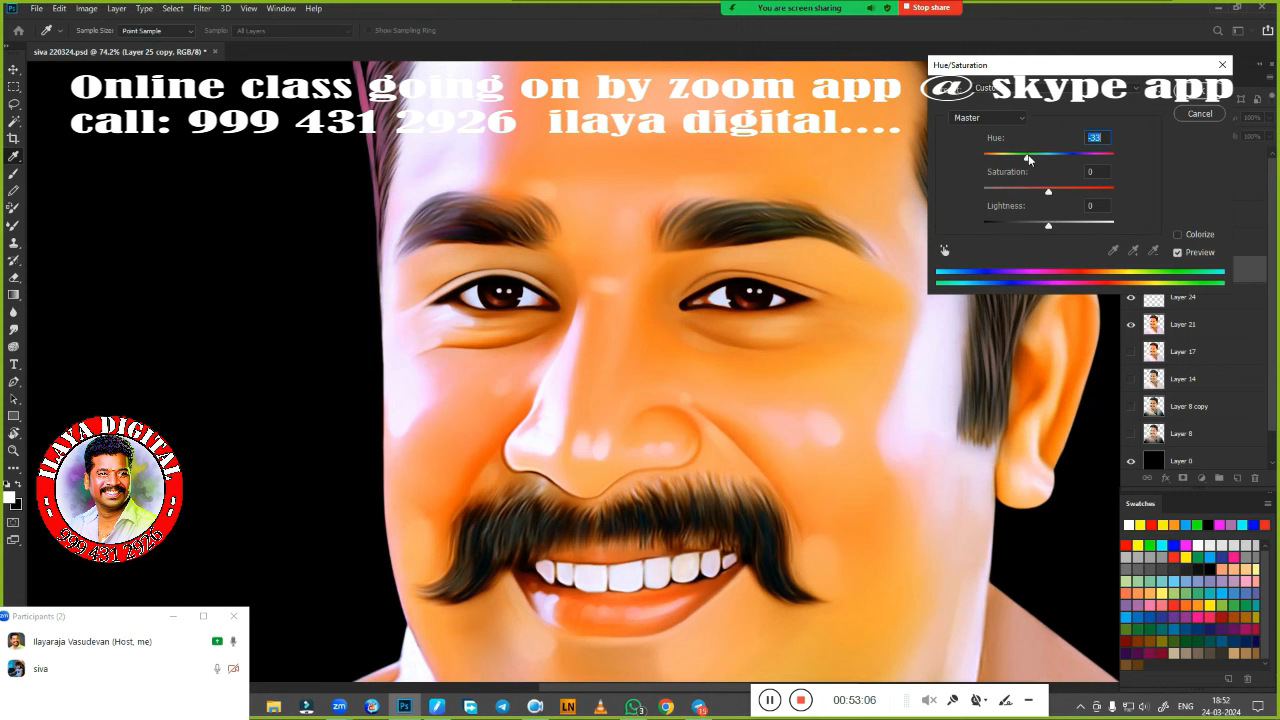 You are screen sharing
Stop share
File Edit Image Layer Type Select Filter 3D View Window Help
Sample Size: Point Sample Sample: All Layers Show Sampling Ring
siva 220324.psd @ 74.2% (Layer 25 copy, RGB/8) *
Online class going on by zoom app @ skype app
call: 999 431 2926 ilaya digital....
Hue/Saturation
Custo
Master
Cancel
Hue: -33
Saturation: 0
Lightness: 0
Colorize
Preview
100%
100%
Layer 24
Layer 21
Layer 17
Layer 14
Layer 8 copy
Layer 8
Layer 0
Swatches
ILAYA DIGITAL
999 431 2926
Participants (2)
Ilayaraja Vasudevan (Host, me)
siva
00:53:06
ENG
18:52
24-03-2024